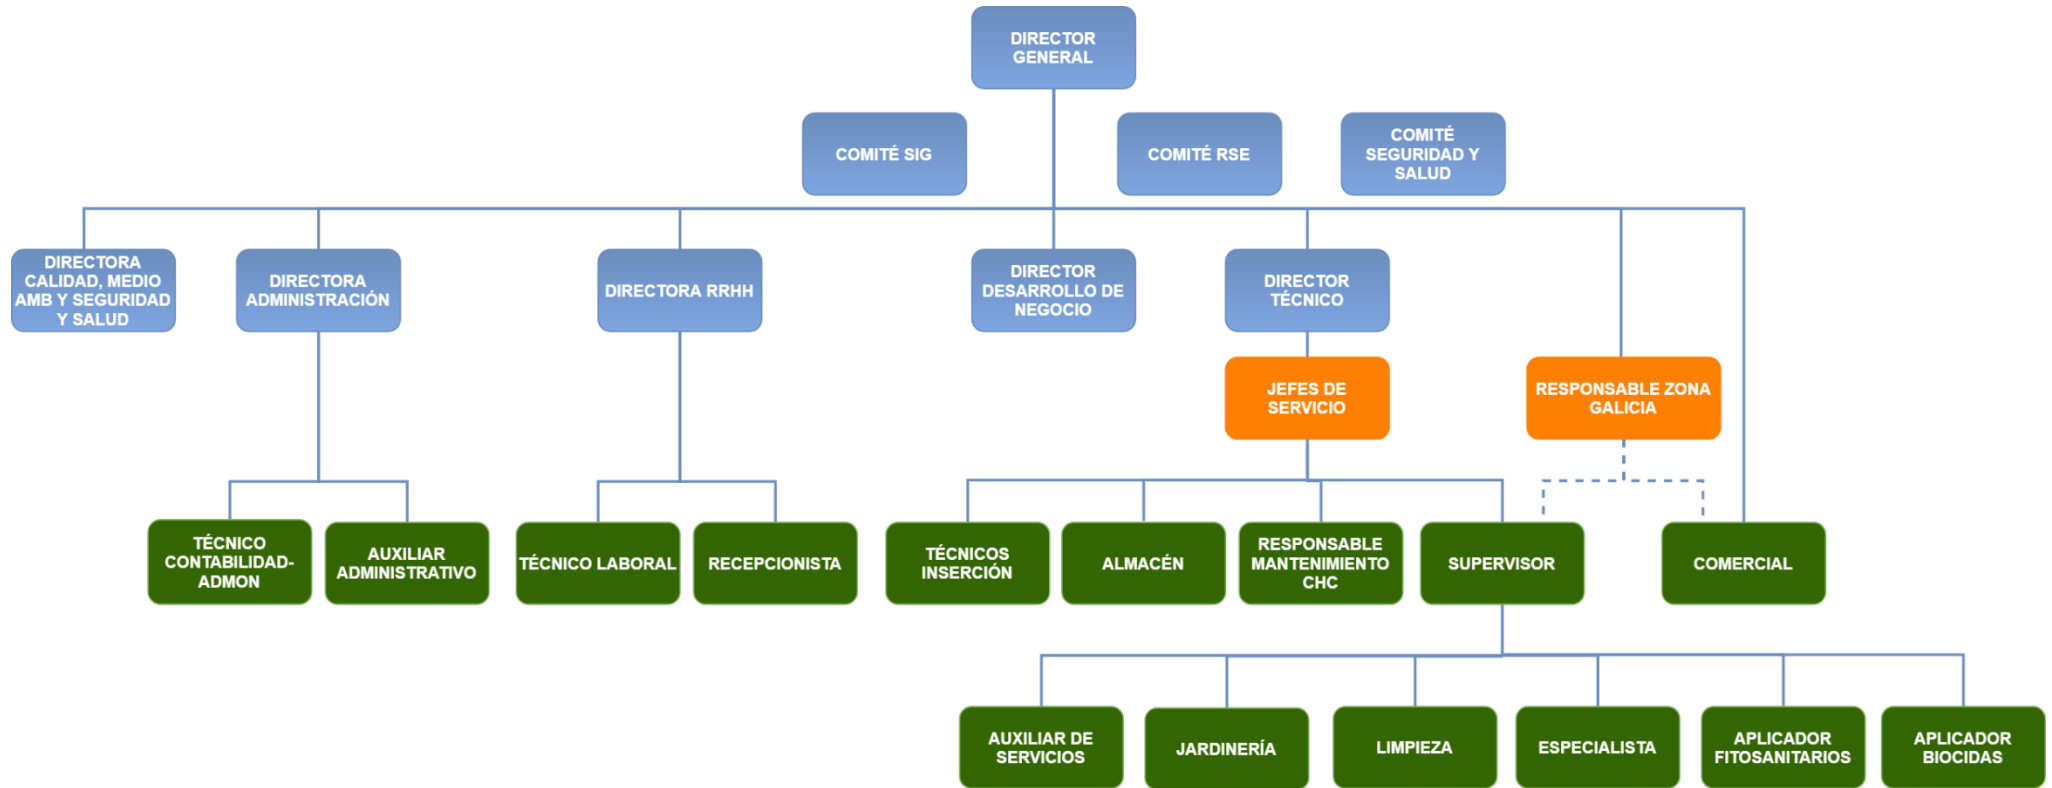 DIRECTOR
GENERAL
COMITÉ SIG
COMITÉ RSE
COMITÉ
SEGURIDAD Y
SALUD
DIRECTORA
CALIDAD, MEDIO
AMB Y SEGURIDAD
Y SALUD
DIRECTORA
ADMINISTRACIÓN
DIRECTORA RRHH
DIRECTOR
DESARROLLO DE
NEGOCIO
DIRECTOR
TÉCNICO
JEFES DE
SERVICIO
RESPONSABLE ZONA
GALICIA
TÉCNICO
CONTABILIDAD-
ADMON
AUXILIAR
ADMINISTRATIVO
TÉCNICO LABORAL
RECEPCIONISTA
TÉCNICOS
INSERCIÓN
ALMACÉN
RESPONSABLE
MANTENIMIENTO
CHC
SUPERVISOR
COMERCIAL
AUXILIAR DE
SERVICIOS
JARDINERÍA
LIMPIEZA
ESPECIALISTA
APLICADOR
FITOSANITARIOS
APLICADOR
BIOCIDAS